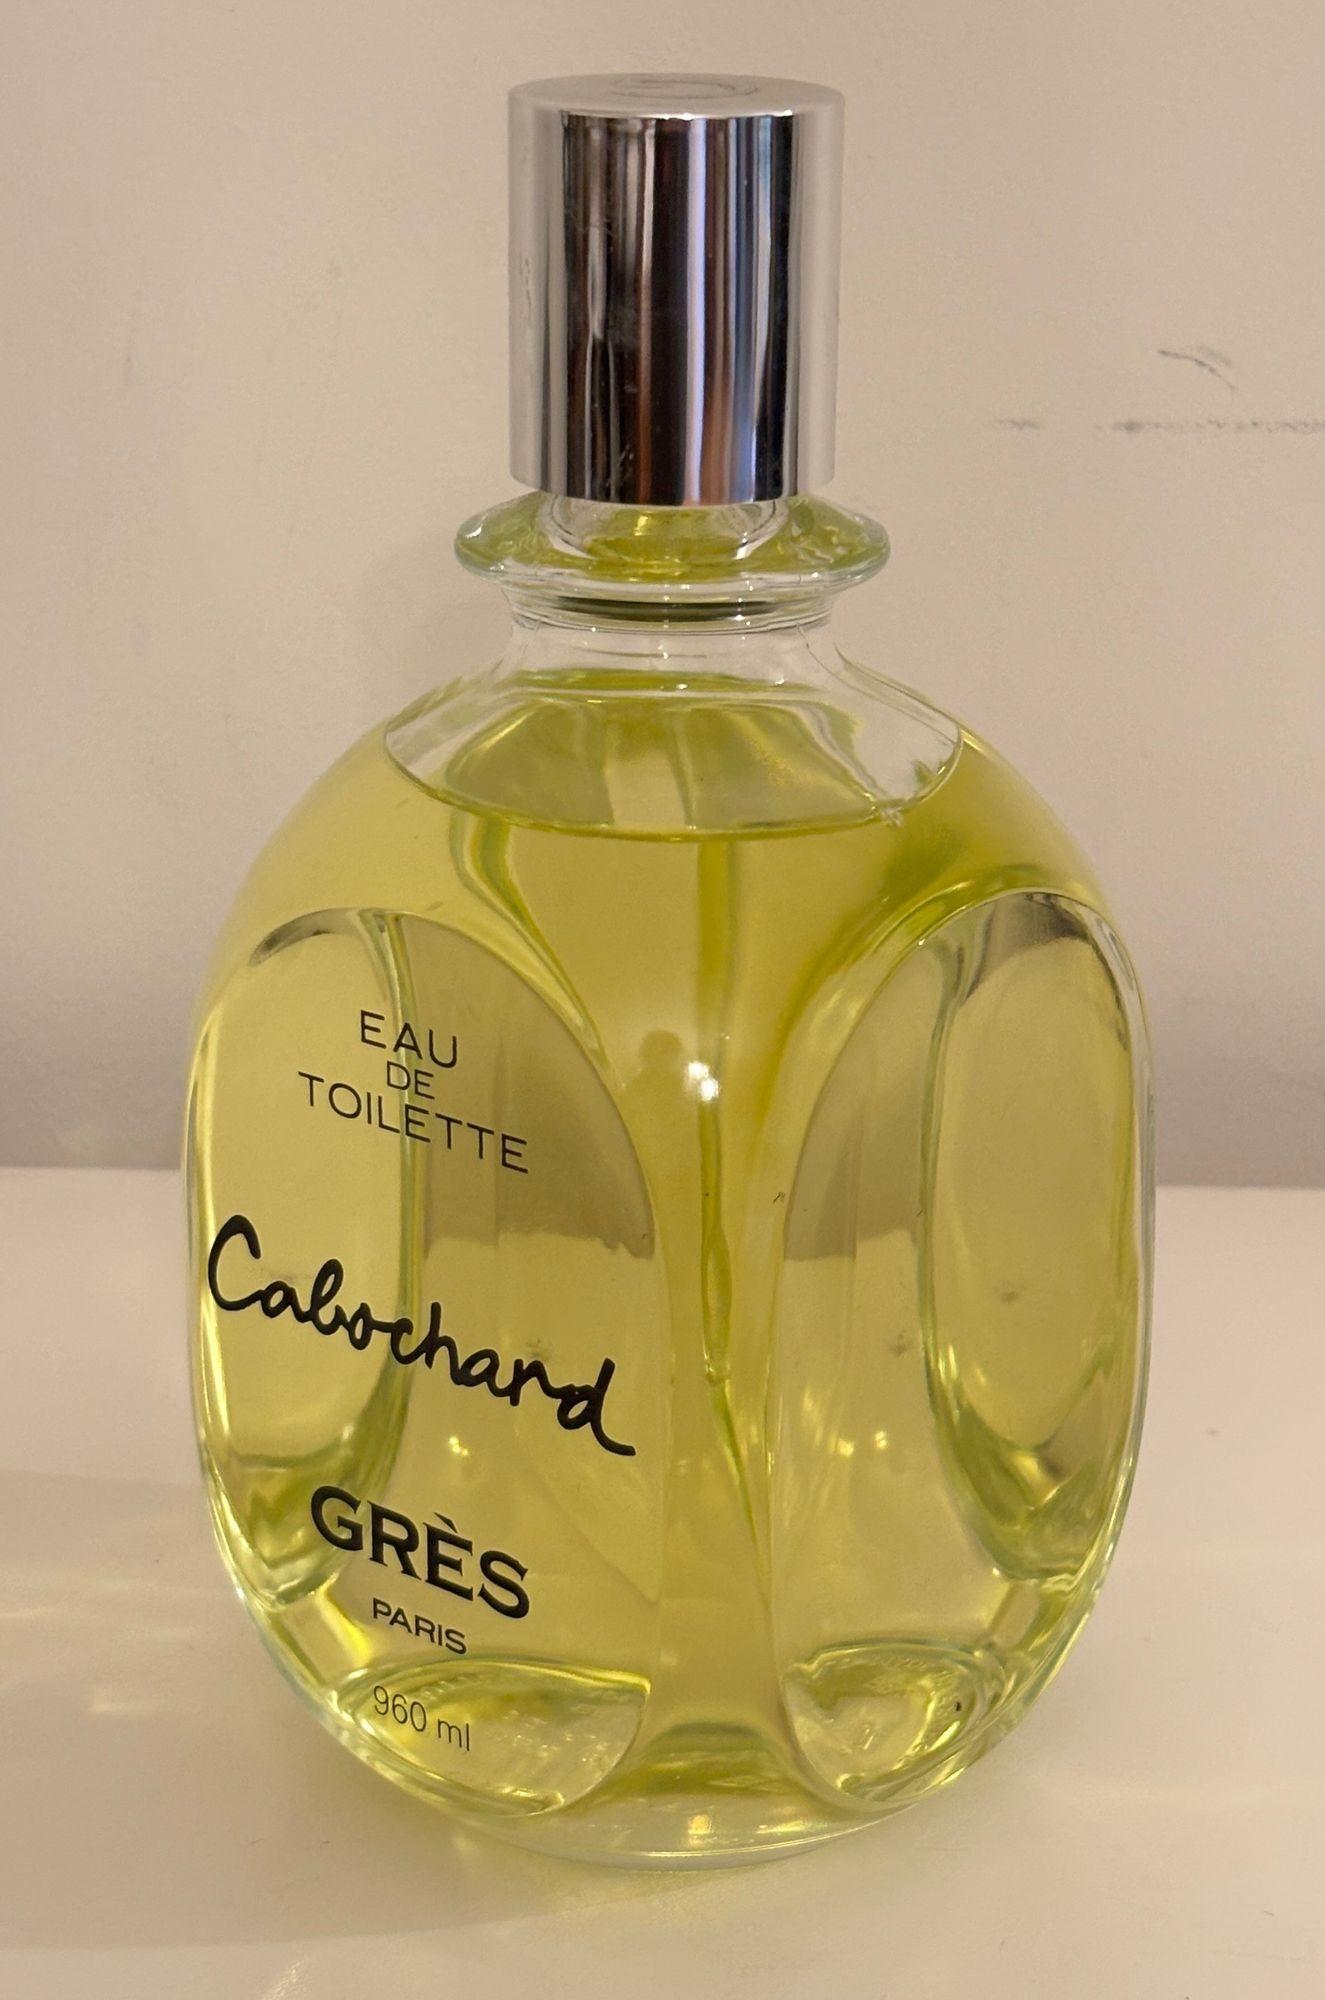 EAU
DE
TOILETTE
Cabochard
GRÈS
PARIS
960 ml